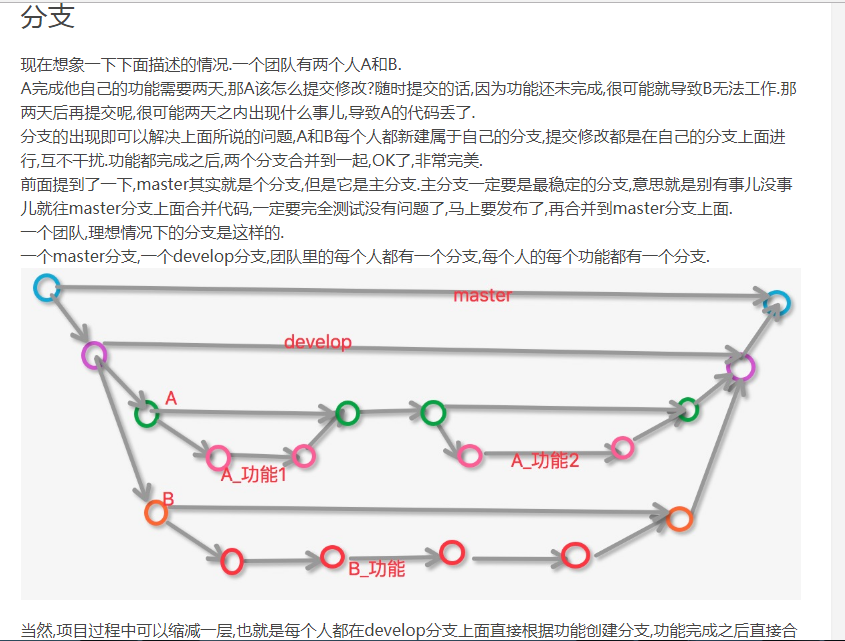 分支
现在想象一下下面描述的情况.一个团队有两个人A和B.
A完成他自己的功能需要两天,那A该怎么提交修改?随时提交的话,因为功能还未完成,很可能就导致B无法工作.那
两天后再提交呢,很可能两天之内出现什么事儿,导致A的代码丢了.
分支的出现即可以解决上面所说的问题,A和B每个人都新建属于自己的分支,提交修改都是在自己的分支上面进
行,互不干扰.功能都完成之后,两个分支合并到一起,OK了,非常完美.
前面提到了一下,master其实就是个分支,但是它是主分支.主分支一定要是最稳定的分支,意思就是别有事儿没事
儿就往master分支上面合并代码,一定要完全测试没有问题了,马上要发布了,再合并到master分支上面.
一个团队,理想情况下的分支是这样的.
一个master分支,一个develop分支,团队里的每个人都有一个分支,每个人的每个功能都有一个分支.
master
develop
A
A_功能1
A_功能2
B
B_功能
当然,项目过程中可以缩减一层,也就是每个人都在develop分支上面直接根据功能创建分支,功能完成之后直接合